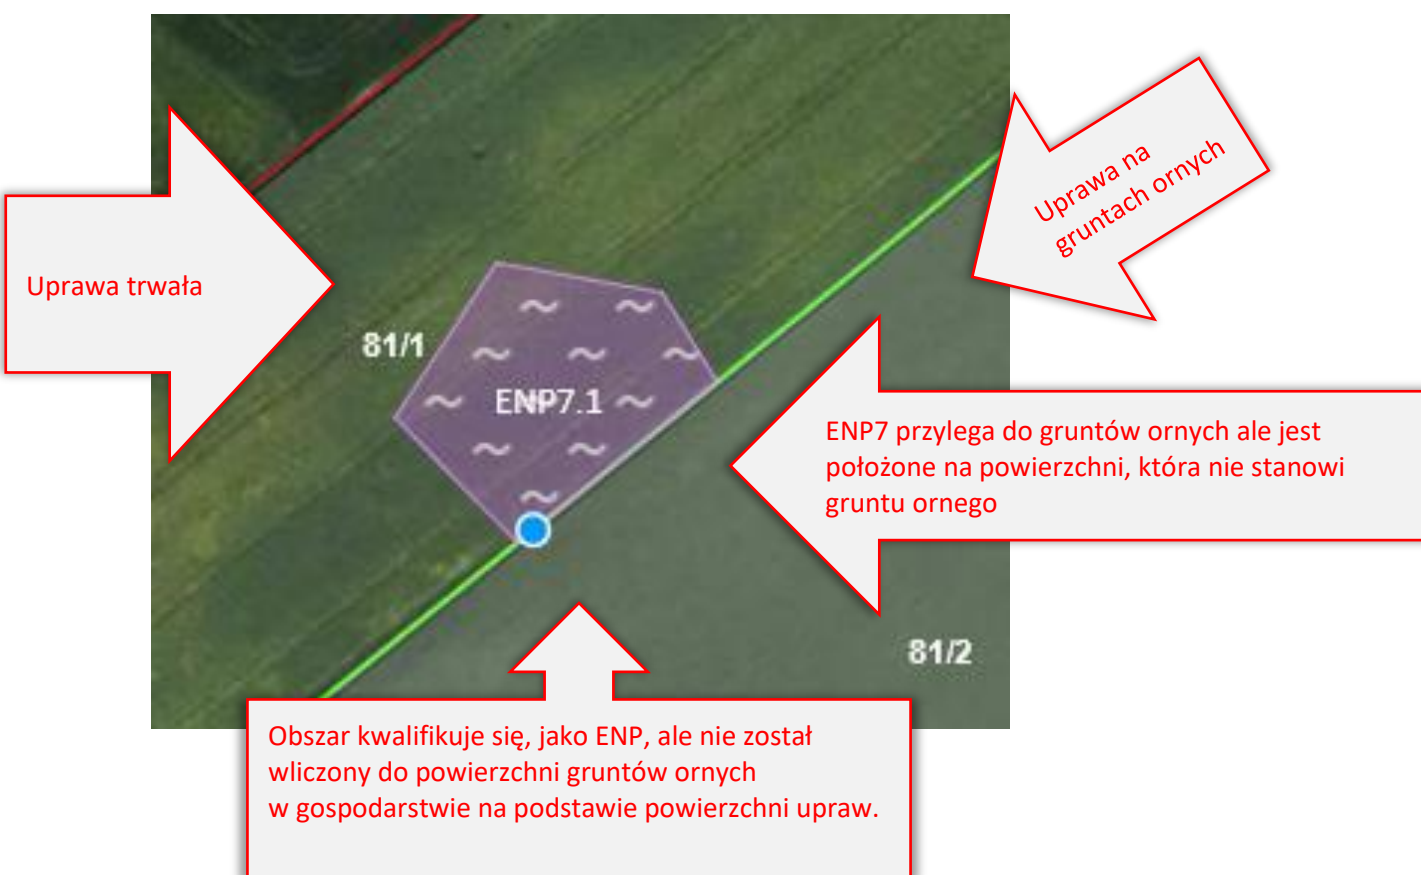 Uprawa na
gruntach ornych
Uprawa trwała
81/1
ENP7.1
ENP7 przylega do gruntów ornych ale jest
położone na powierzchni, która nie stanowi
gruntu ornego
81/2
Obszar kwalifikuje się, jako ENP, ale nie został
wliczony do powierzchni gruntów ornych
w gospodarstwie na podstawie powierzchni upraw.